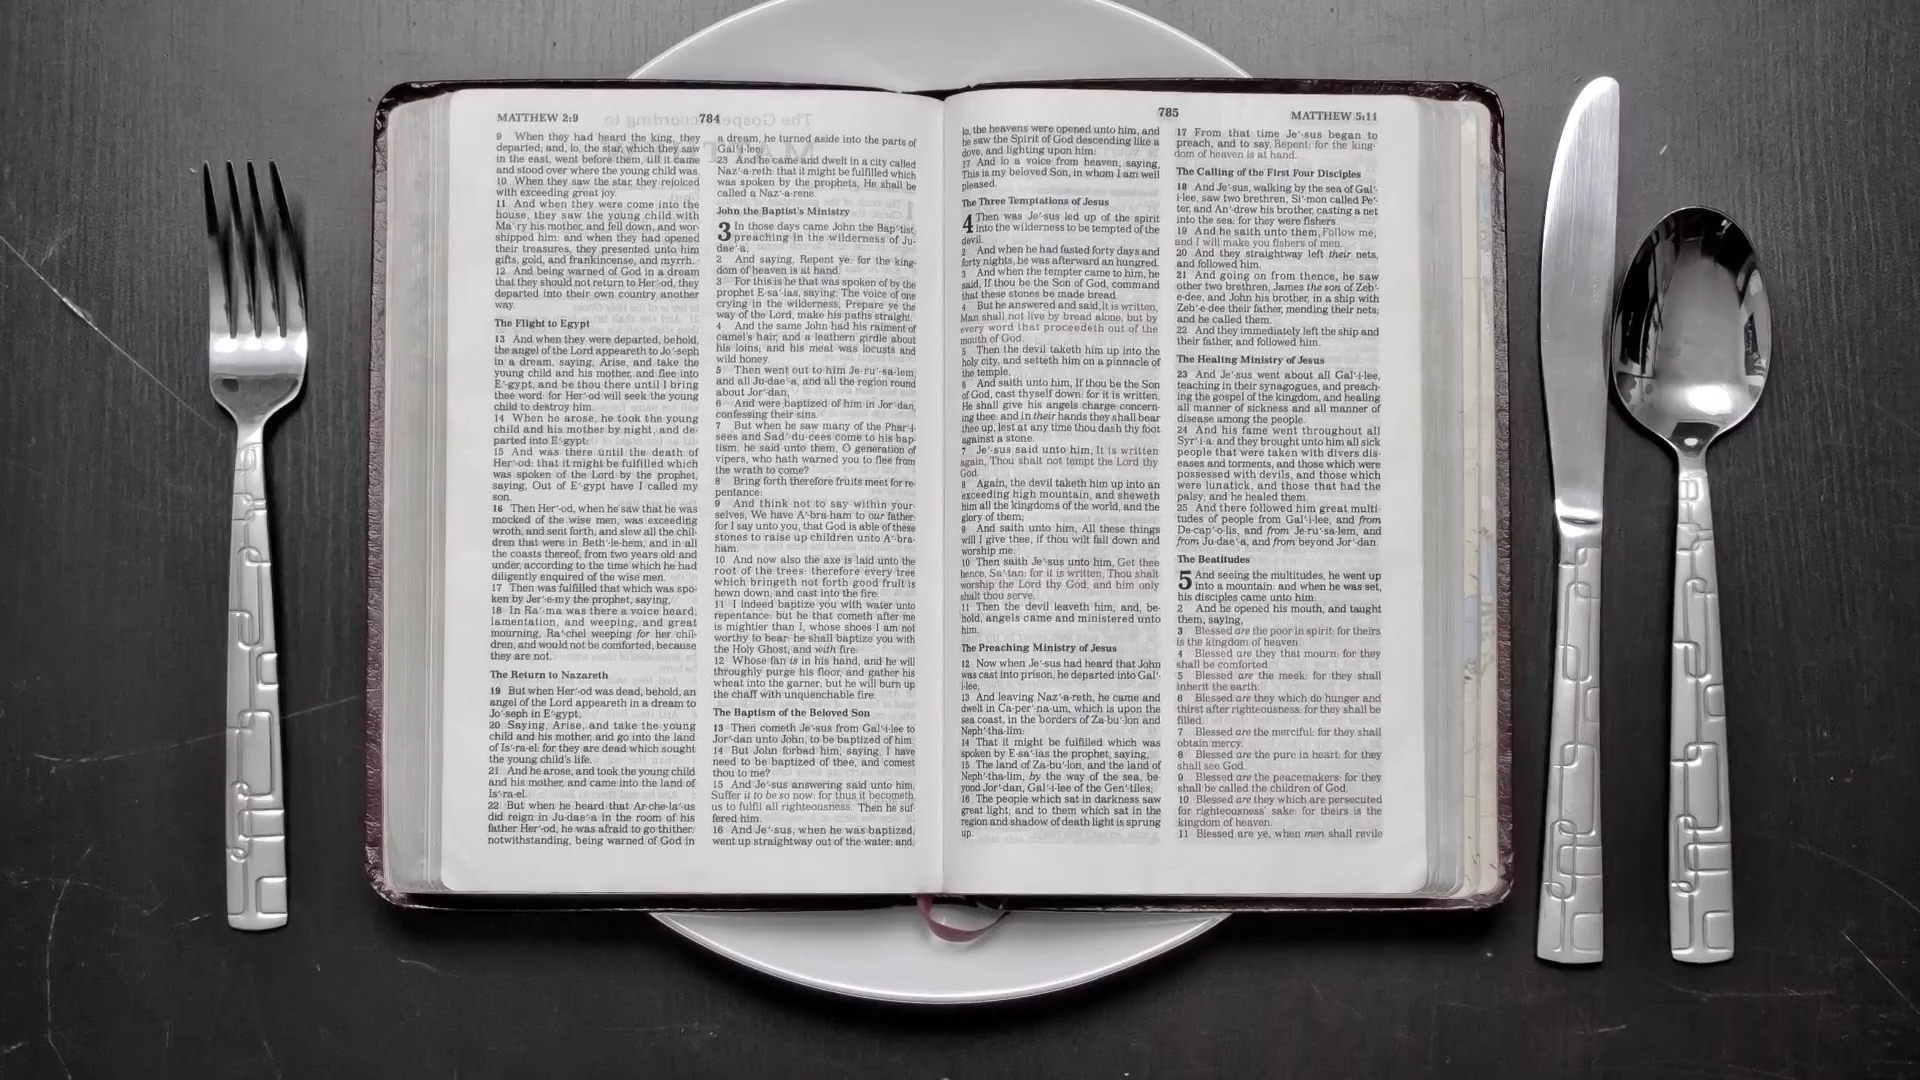 MATTHEW 2:9
784
9 When they had heard the king, they
departed; and, lo, the star, which they saw
in the east, went before them, till it came
and stood over where the young child was.
10 When they saw the star, they rejoiced
with exceeding great joy.
11 And when they were come into the
house, they saw the young child with
Ma′-ry his mother, and fell down, and wor-
shipped him: and when they had opened
their treasures, they presented unto him
gifts; gold, and frankincense, and myrrh.
12 And being warned of God in a dream
that they should not return to Her′-od, they
departed into their own country another
way.
The Flight to Egypt
13 And when they were departed, behold,
the angel of the Lord appeareth to Jo′-seph
in a dream, saying, Arise, and take the
young child and his mother, and flee into
E′-gypt, and be thou there until I bring
thee word: for Her′-od will seek the young
child to destroy him.
14 When he arose, he took the young
child and his mother by night, and de-
parted into E′-gypt:
15 And was there until the death of
Her′-od: that it might be fulfilled which
was spoken of the Lord by the prophet,
saying, Out of E′-gypt have I called my
son.
16 Then Her′-od, when he saw that he was
mocked of the wise men, was exceeding
wroth, and sent forth, and slew all the chil-
dren that were in Beth′-le-hem, and in all
the coasts thereof, from two years old and
under, according to the time which he had
diligently enquired of the wise men.
17 Then was fulfilled that which was spo-
ken by Jer′-e-my the prophet, saying,
18 In Ra′-ma was there a voice heard,
lamentation, and weeping, and great
mourning, Ra′-chel weeping for her chil-
dren, and would not be comforted, because
they are not.
The Return to Nazareth
19 But when Her′-od was dead, behold, an
angel of the Lord appeareth in a dream to
Jo′-seph in E′-gypt,
20 Saying, Arise, and take the young
child and his mother, and go into the land
of Is′-ra-el: for they are dead which sought
the young child's life.
21 And he arose, and took the young child
and his mother, and came into the land of
Is′-ra-el.
22 But when he heard that Ar-che-la′-us
did reign in Ju-dae′-a in the room of his
father Her′-od, he was afraid to go thither:
notwithstanding, being warned of God in
a dream, he turned aside into the parts of
Gal′-i-lee:
23 And he came and dwelt in a city called
Naz′-a-reth: that it might be fulfilled which
was spoken by the prophets, He shall be
called a Naz′-a-rene.
John the Baptist's Ministry
3 In those days came John the Bap′-tist,
preaching in the wilderness of Ju-
dae′-a,
2 And saying, Repent ye: for the king-
dom of heaven is at hand.
3 For this is he that was spoken of by the
prophet E-sa′-ias, saying, The voice of one
crying in the wilderness, Prepare ye the
way of the Lord, make his paths straight.
4 And the same John had his raiment of
camel's hair, and a leathern girdle about
his loins; and his meat was locusts and
wild honey.
5 Then went out to him Je-ru′-sa-lem,
and all Ju-dae′-a, and all the region round
about Jor′-dan,
6 And were baptized of him in Jor′-dan,
confessing their sins.
7 But when he saw many of the Phar′-i-
sees and Sad′-du-cees come to his bap-
tism, he said unto them, O generation of
vipers, who hath warned you to flee from
the wrath to come?
8 Bring forth therefore fruits meet for re-
pentance:
9 And think not to say within your-
selves, We have A′-bra-ham to our father:
for I say unto you, that God is able of these
stones to raise up children unto A′-bra-
ham.
10 And now also the axe is laid unto the
root of the trees: therefore every tree
which bringeth not forth good fruit is
hewn down, and cast into the fire.
11 I indeed baptize you with water unto
repentance: but he that cometh after me
is mightier than I, whose shoes I am not
worthy to bear: he shall baptize you with
the Holy Ghost, and with fire:
12 Whose fan is in his hand, and he will
throughly purge his floor, and gather his
wheat into the garner; but he will burn up
the chaff with unquenchable fire.
The Baptism of the Beloved Son
13 Then cometh Je′-sus from Gal′-i-lee to
Jor′-dan unto John, to be baptized of him.
14 But John forbad him, saying, I have
need to be baptized of thee, and comest
thou to me?
15 And Je′-sus answering said unto him,
Suffer it to be so now: for thus it becometh
us to fulfil all righteousness. Then he suf-
fered him.
16 And Je′-sus, when he was baptized,
went up straightway out of the water: and,
785
MATTHEW 5:11
lo, the heavens were opened unto him, and
he saw the Spirit of God descending like a
dove, and lighting upon him:
17 And lo a voice from heaven, saying,
This is my beloved Son, in whom I am well
pleased.
The Three Temptations of Jesus
4 Then was Je′-sus led up of the spirit
into the wilderness to be tempted of the
devil.
2 And when he had fasted forty days and
forty nights, he was afterward an hungred.
3 And when the tempter came to him, he
said, If thou be the Son of God, command
that these stones be made bread.
4 But he answered and said, It is written,
Man shall not live by bread alone, but by
every word that proceedeth out of the
mouth of God.
5 Then the devil taketh him up into the
holy city, and setteth him on a pinnacle of
the temple,
6 And saith unto him, If thou be the Son
of God, cast thyself down: for it is written,
He shall give his angels charge concern-
ing thee: and in their hands they shall bear
thee up, lest at any time thou dash thy foot
against a stone.
7 Je′-sus said unto him, It is written
again, Thou shalt not tempt the Lord thy
God.
8 Again, the devil taketh him up into an
exceeding high mountain, and sheweth
him all the kingdoms of the world, and the
glory of them;
9 And saith unto him, All these things
will I give thee, if thou wilt fall down and
worship me.
10 Then saith Je′-sus unto him, Get thee
hence, Sa′-tan: for it is written, Thou shalt
worship the Lord thy God, and him only
shalt thou serve.
11 Then the devil leaveth him, and, be-
hold, angels came and ministered unto
him.
The Preaching Ministry of Jesus
12 Now when Je′-sus had heard that John
was cast into prison, he departed into Gal′-
i-lee;
13 And leaving Naz′-a-reth, he came and
dwelt in Ca-per′-na-um, which is upon the
sea coast, in the borders of Za-bu′-lon and
Neph′-tha-lim:
14 That it might be fulfilled which was
spoken by E-sa′-ias the prophet, saying,
15 The land of Za-bu′-lon, and the land of
Neph′-tha-lim, by the way of the sea, be-
yond Jor′-dan, Gal′-i-lee of the Gen′-tiles;
16 The people which sat in darkness saw
great light; and to them which sat in the
region and shadow of death light is sprung
up.
17 From that time Je′-sus began to
preach, and to say, Repent: for the king-
dom of heaven is at hand.
The Calling of the First Four Disciples
18 And Je′-sus, walking by the sea of Gal′-
i-lee, saw two brethren, Si′-mon called Pe′-
ter, and An′-drew his brother, casting a net
into the sea: for they were fishers.
19 And he saith unto them, Follow me,
and I will make you fishers of men.
20 And they straightway left their nets,
and followed him.
21 And going on from thence, he saw
other two brethren, James the son of Zeb′-
e-dee, and John his brother, in a ship with
Zeb′-e-dee their father, mending their nets;
and he called them.
22 And they immediately left the ship and
their father, and followed him.
The Healing Ministry of Jesus
23 And Je′-sus went about all Gal′-i-lee,
teaching in their synagogues, and preach-
ing the gospel of the kingdom, and healing
all manner of sickness and all manner of
disease among the people.
24 And his fame went throughout all
Syr′-i-a: and they brought unto him all sick
people that were taken with divers dis-
eases and torments, and those which were
possessed with devils, and those which
were lunatick, and those that had the
palsy; and he healed them.
25 And there followed him great multi-
tudes of people from Gal′-i-lee, and from
De-cap′-o-lis, and from Je-ru′-sa-lem, and
from Ju-dae′-a, and from beyond Jor′-dan.
The Beatitudes
5 And seeing the multitudes, he went up
into a mountain: and when he was set,
his disciples came unto him:
2 And he opened his mouth, and taught
them, saying,
3 Blessed are the poor in spirit: for theirs
is the kingdom of heaven.
4 Blessed are they that mourn: for they
shall be comforted.
5 Blessed are the meek: for they shall
inherit the earth.
6 Blessed are they which do hunger and
thirst after righteousness: for they shall be
filled.
7 Blessed are the merciful: for they shall
obtain mercy.
8 Blessed are the pure in heart: for they
shall see God.
9 Blessed are the peacemakers: for they
shall be called the children of God.
10 Blessed are they which are persecuted
for righteousness' sake: for theirs is the
kingdom of heaven.
11 Blessed are ye, when men shall revile